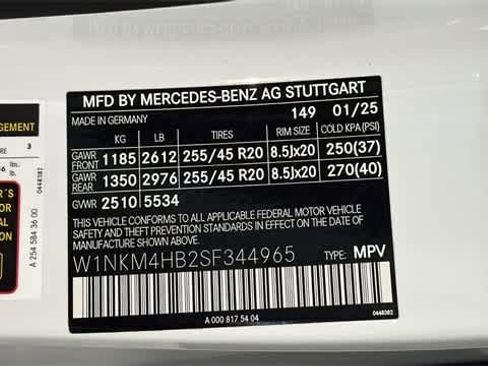 MFD BY MERCEDES-BENZ AG STUTTGART
MADE IN GERMANY 149 01/25
KG LB TIRES RIM SIZE COLD KPA(PSI)
GAWR FRONT 1185 2612 255/45 R20 8.5Jx20 250(37)
GAWR REAR 1350 2976 255/45 R20 8.5Jx20 270(40)
GVWR 2510 5534
THIS VEHICLE CONFORMS TO ALL APPLICABLE FEDERAL MOTOR VEHICLE
SAFETY AND THEFT PREVENTION STANDARDS IN EFFECT ON THE DATE OF
MANUFACTURE SHOWN ABOVE.
W1NKM4HB2SF344965 TYPE: MPV
A 000 817 54 04
0448382
A 254 584 36 00
0448382